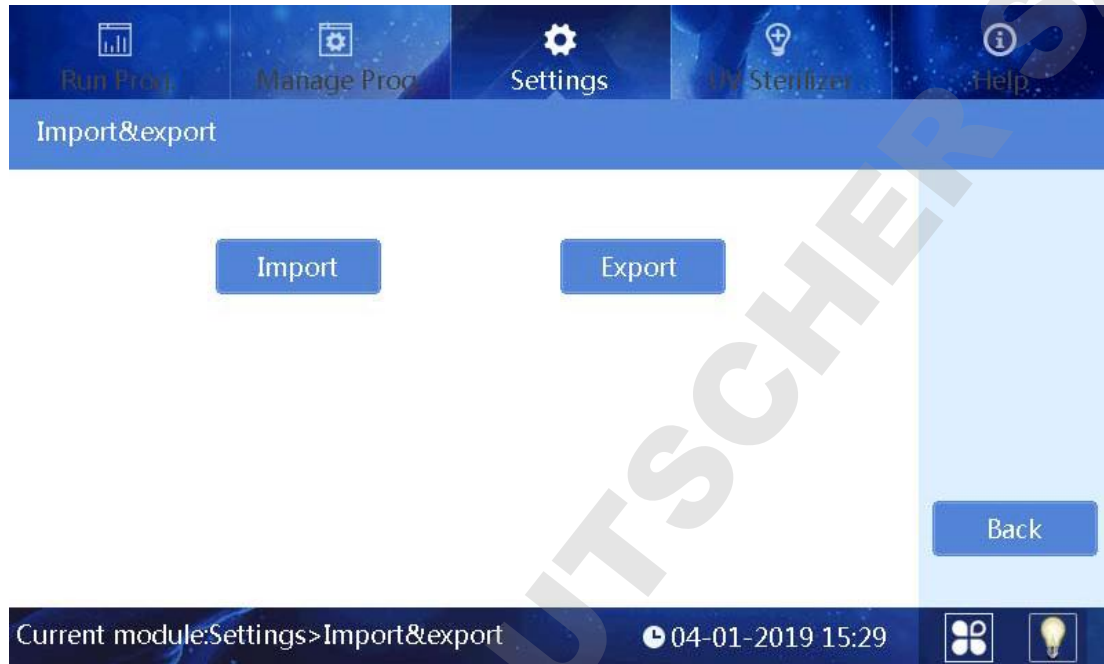 Run Prog.
Manage Prog.
Settings
UV Sterilizer
Help
Import&export
Import
Export
Back
Current module:Settings>Import&export
04-01-2019 15:29
UTSCHER S